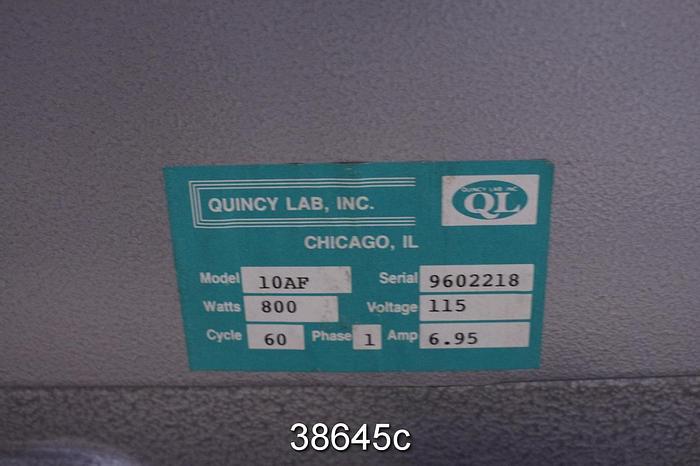 QUINCY LAB, INC.
QUINCY LAB INC
QL
CHICAGO, IL
Model 10AF Serial 9602218
Watts 800 Voltage 115
Cycle 60 Phase 1 Amp 6.95
38645c